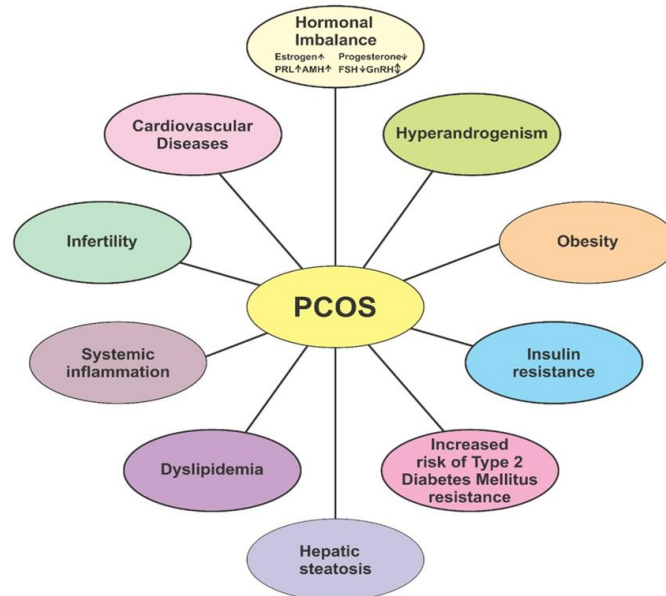 Hormonal
Imbalance
Estrogen↑ Progesterone↓
PRL↑AMH↑ FSH↓GnRH↕
Cardiovascular
Diseases
Hyperandrogenism
Infertility
Obesity
PCOS
Systemic
inflammation
Insulin
resistance
Dyslipidemia
Increased
risk of Type 2
Diabetes Mellitus
resistance
Hepatic
steatosis